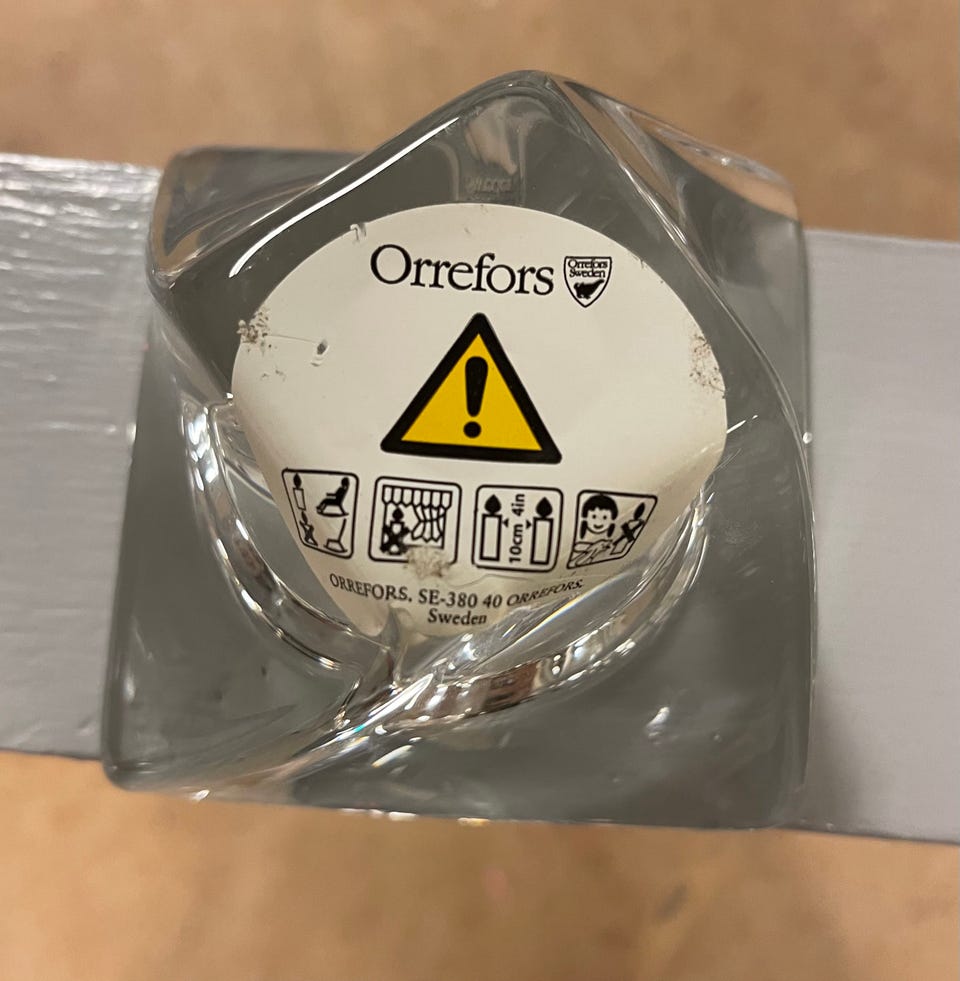 Orrefors
Orrefors
Sweden
10cm 4in
ORREFORS. SE-380 40 ORREFORS.
Sweden